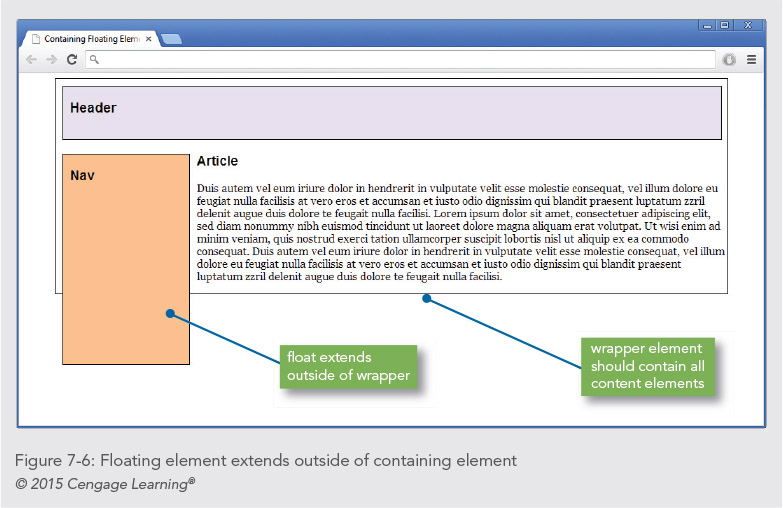 Containing Floating Elem
Header
Nav
Article
Duis autem vel eum iriure dolor in hendrerit in vulputate velit esse molestie consequat, vel illum dolore eu
feugiat nulla facilisis at vero eros et accumsan et iusto odio dignissim qui blandit praesent luptatum zzril
delenit augue duis dolore te feugait nulla facilisi. Lorem ipsum dolor sit amet, consectetuer adipiscing elit,
sed diam nonummy nibh euismod tincidunt ut laoreet dolore magna aliquam erat volutpat. Ut wisi enim ad
minim veniam, quis nostrud exerci tation ullamcorper suscipit lobortis nisl ut aliquip ex ea commodo
consequat. Duis autem vel eum iriure dolor in hendrerit in vulputate velit esse molestie consequat, vel illum
dolore eu feugiat nulla facilisis at vero eros et accumsan et iusto odio dignissim qui blandit praesent
luptatum zzril delenit augue duis dolore te feugait nulla facilisi.
float extends
outside of wrapper
wrapper element
should contain all
content elements
Figure 7-6: Floating element extends outside of containing element
© 2015 Cengage Learning®